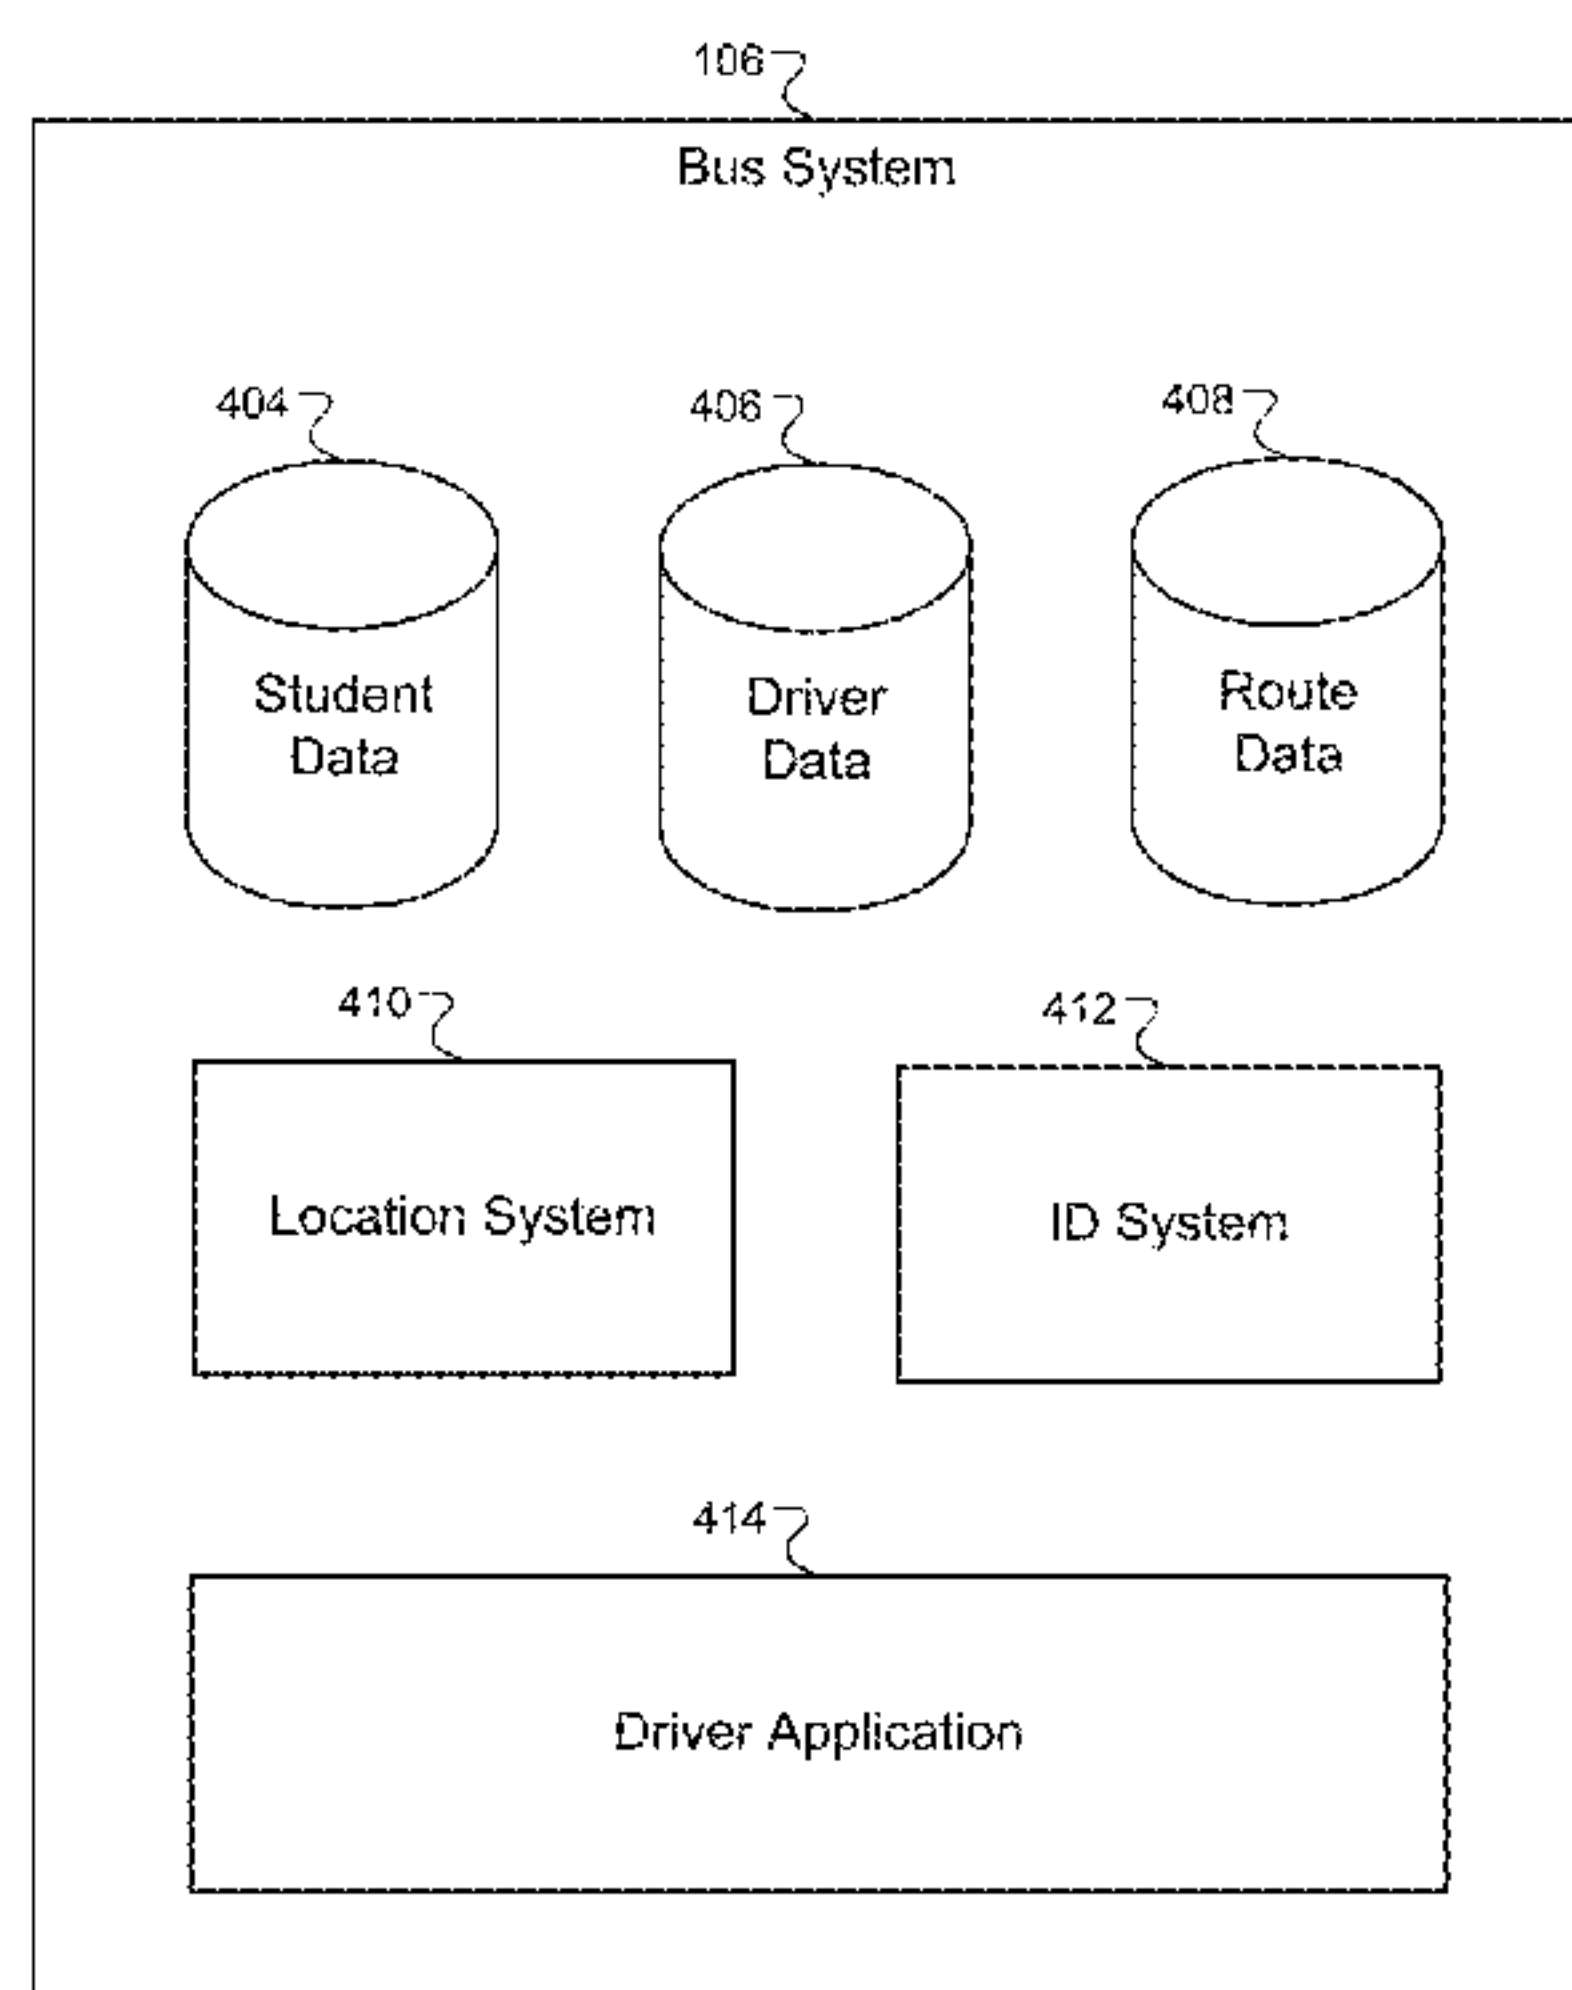 106
Bus System
404
406
408
Student
Data
Driver
Data
Route
Data
410
412
Location System
ID System
414
Driver Application